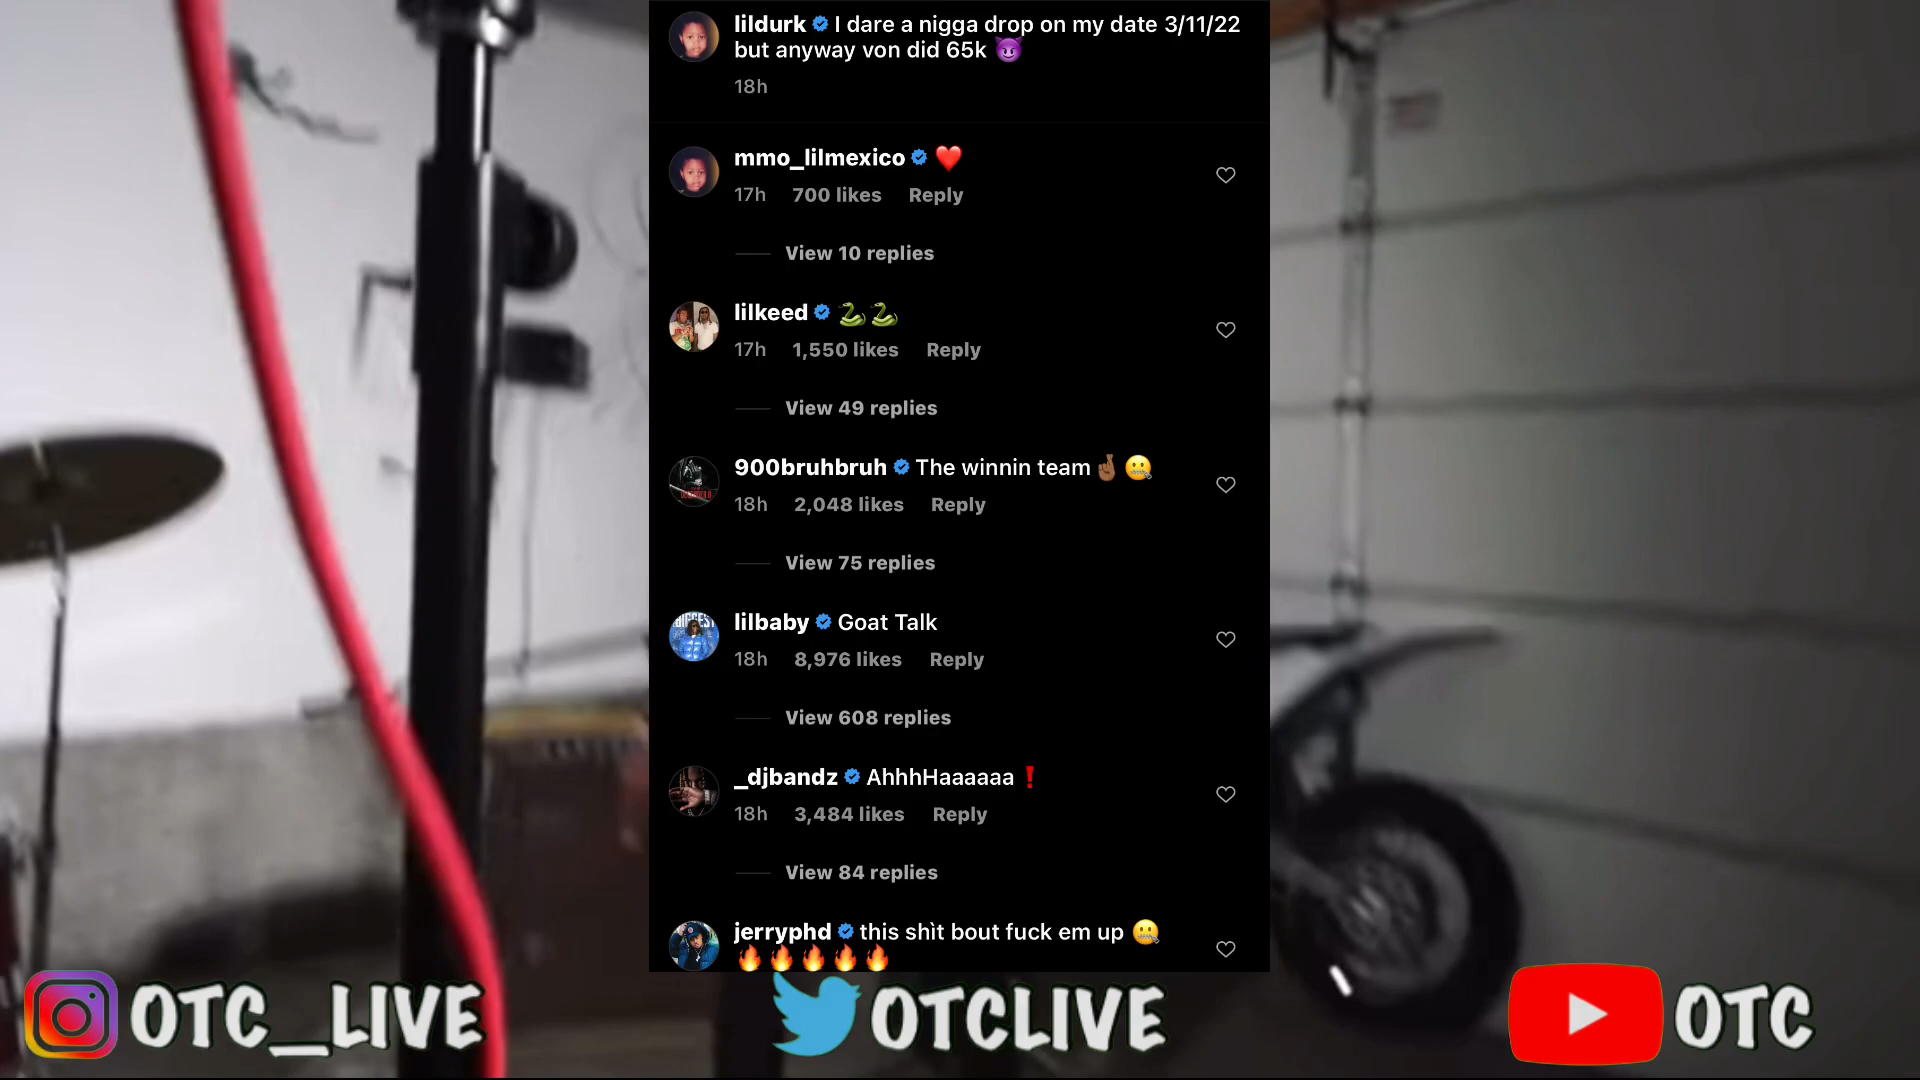 lildurk I dare a nigga drop on my date 3/11/22
but anyway von did 65k 😈
18h
mmo_lilmexico ❤️
17h 700 likes Reply
View 10 replies
lilkeed 🐍🐍
17h 1,550 likes Reply
View 49 replies
900bruhbruh The winnin team🤞🏾🤐
18h 2,048 likes Reply
View 75 replies
lilbaby Goat Talk
18h 8,976 likes Reply
View 608 replies
_djbandz AhhhHaaaaaa❗
18h 3,484 likes Reply
View 84 replies
jerryphd this shìt bout fuck em up 🤐
🔥🔥🔥🔥🔥
OTC_LIVE
OTCLIVE
OTC